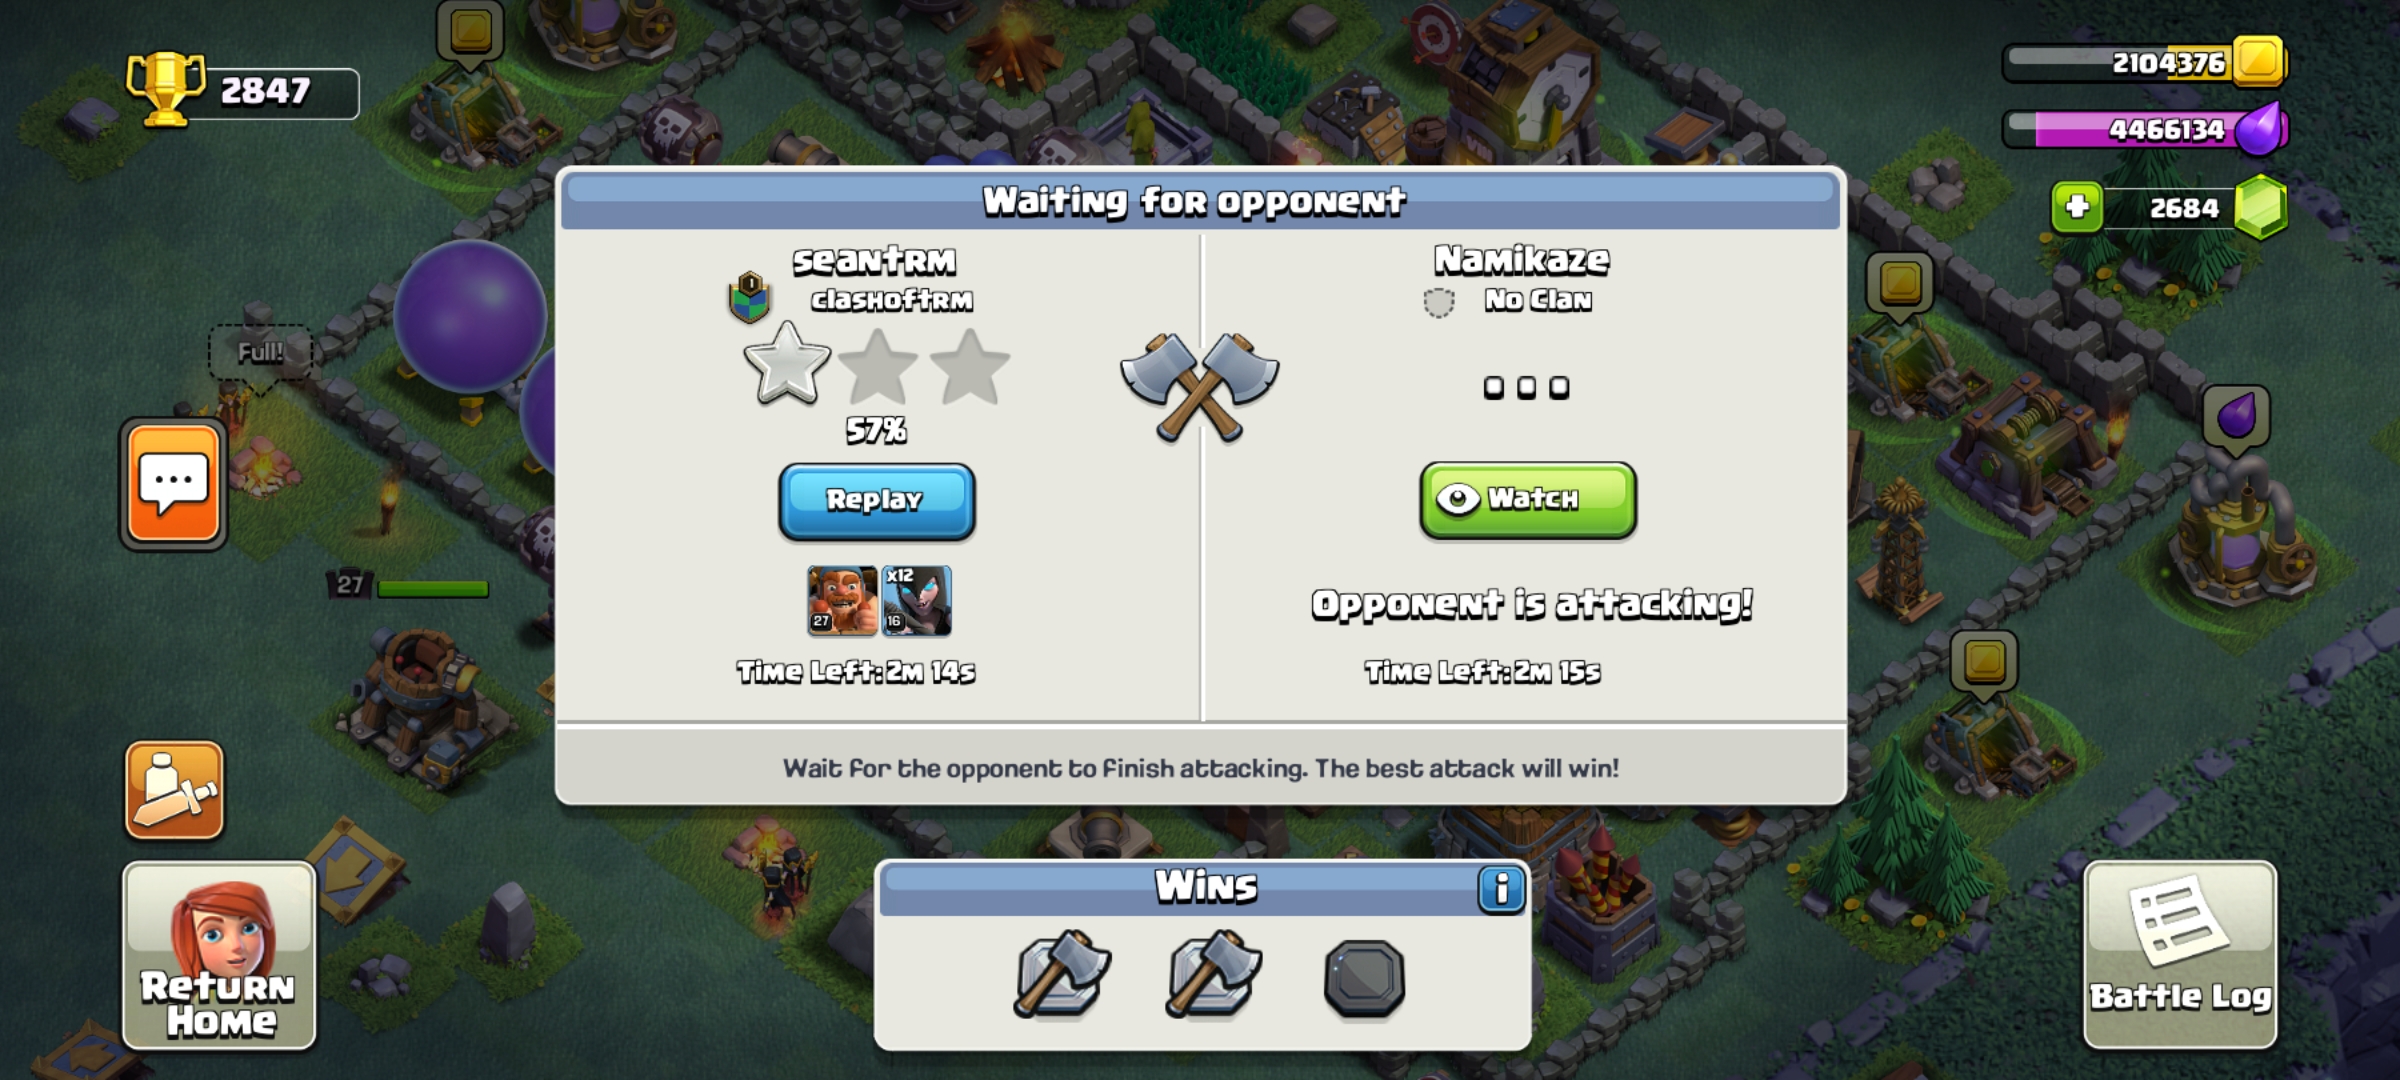 2847
2104376
4466134
2684
Waiting for opponent
seantrm
clashoftrm
57%
Replay
x12
27
16
Time Left: 2m 14s
Namikaze
No Clan
Watch
Opponent is attacking!
Time Left: 2m 15s
Wait for the opponent to finish attacking. The best attack will win!
Full!
27
Wins
i
Return
Home
Battle Log